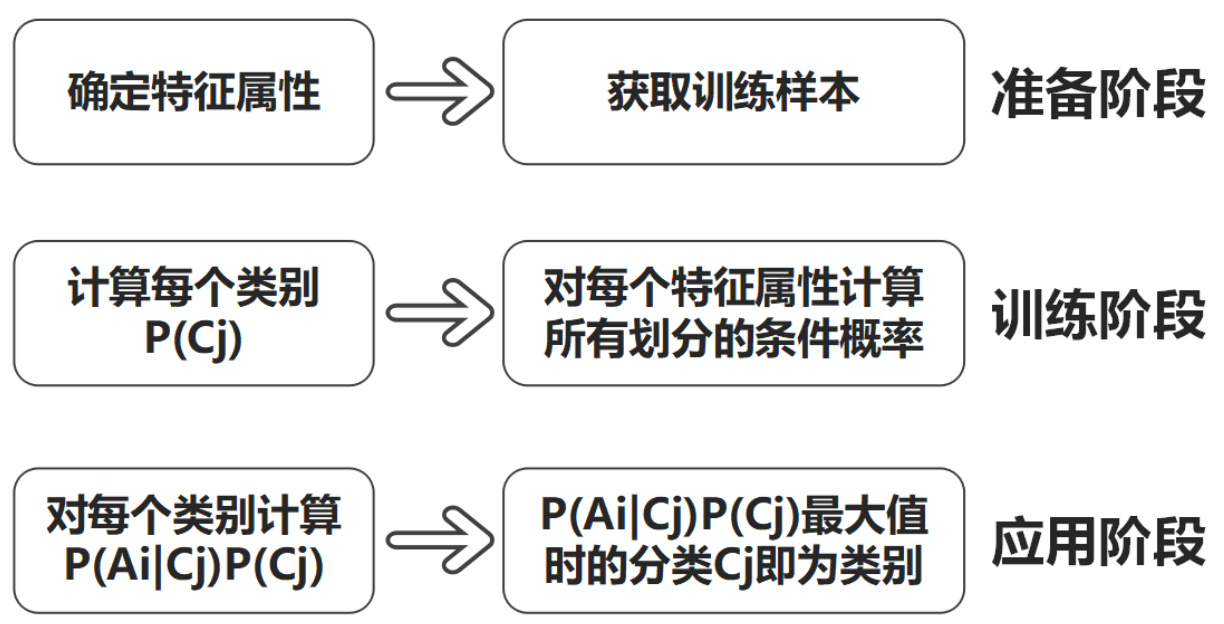 确定特征属性
获取训练样本
准备阶段
计算每个类别
P(Cj)
对每个特征属性计算
所有划分的条件概率
训练阶段
对每个类别计算
P(Ai|Cj)P(Cj)
P(Ai|Cj)P(Cj)最大值
时的分类Cj即为类别
应用阶段